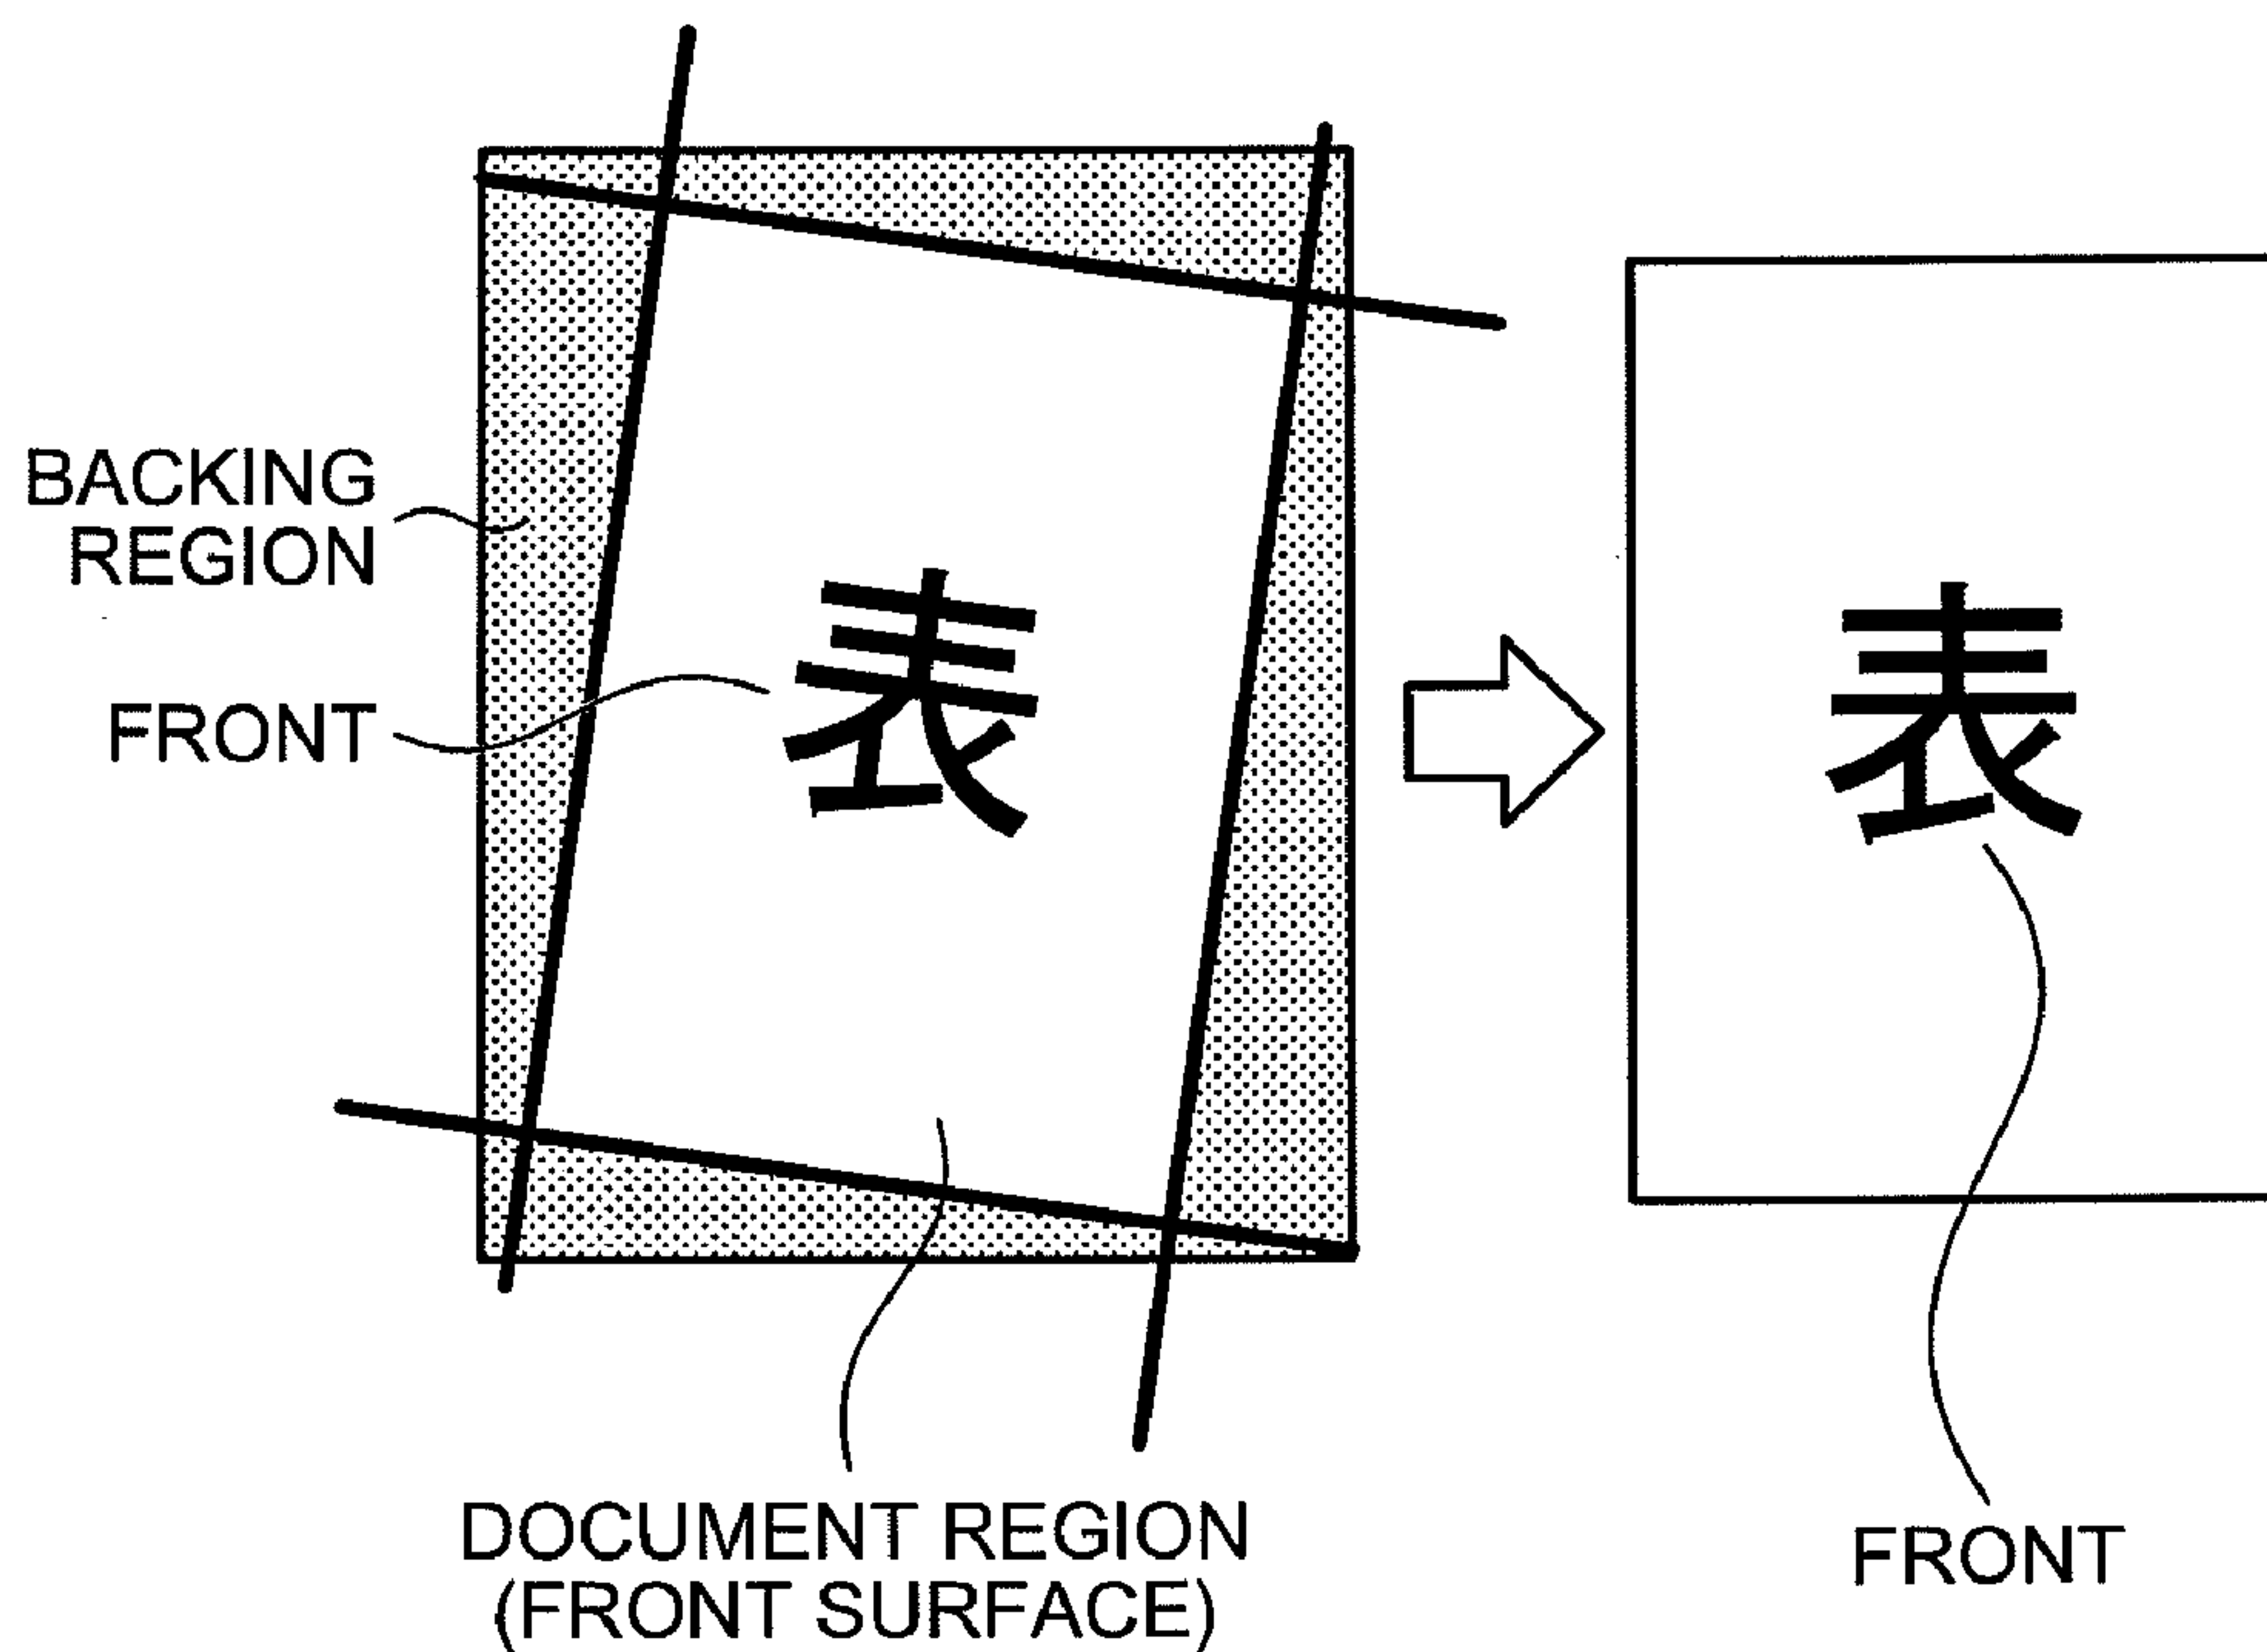 BACKING
REGION
FRONT
表
表
DOCUMENT REGION
(FRONT SURFACE)
FRONT